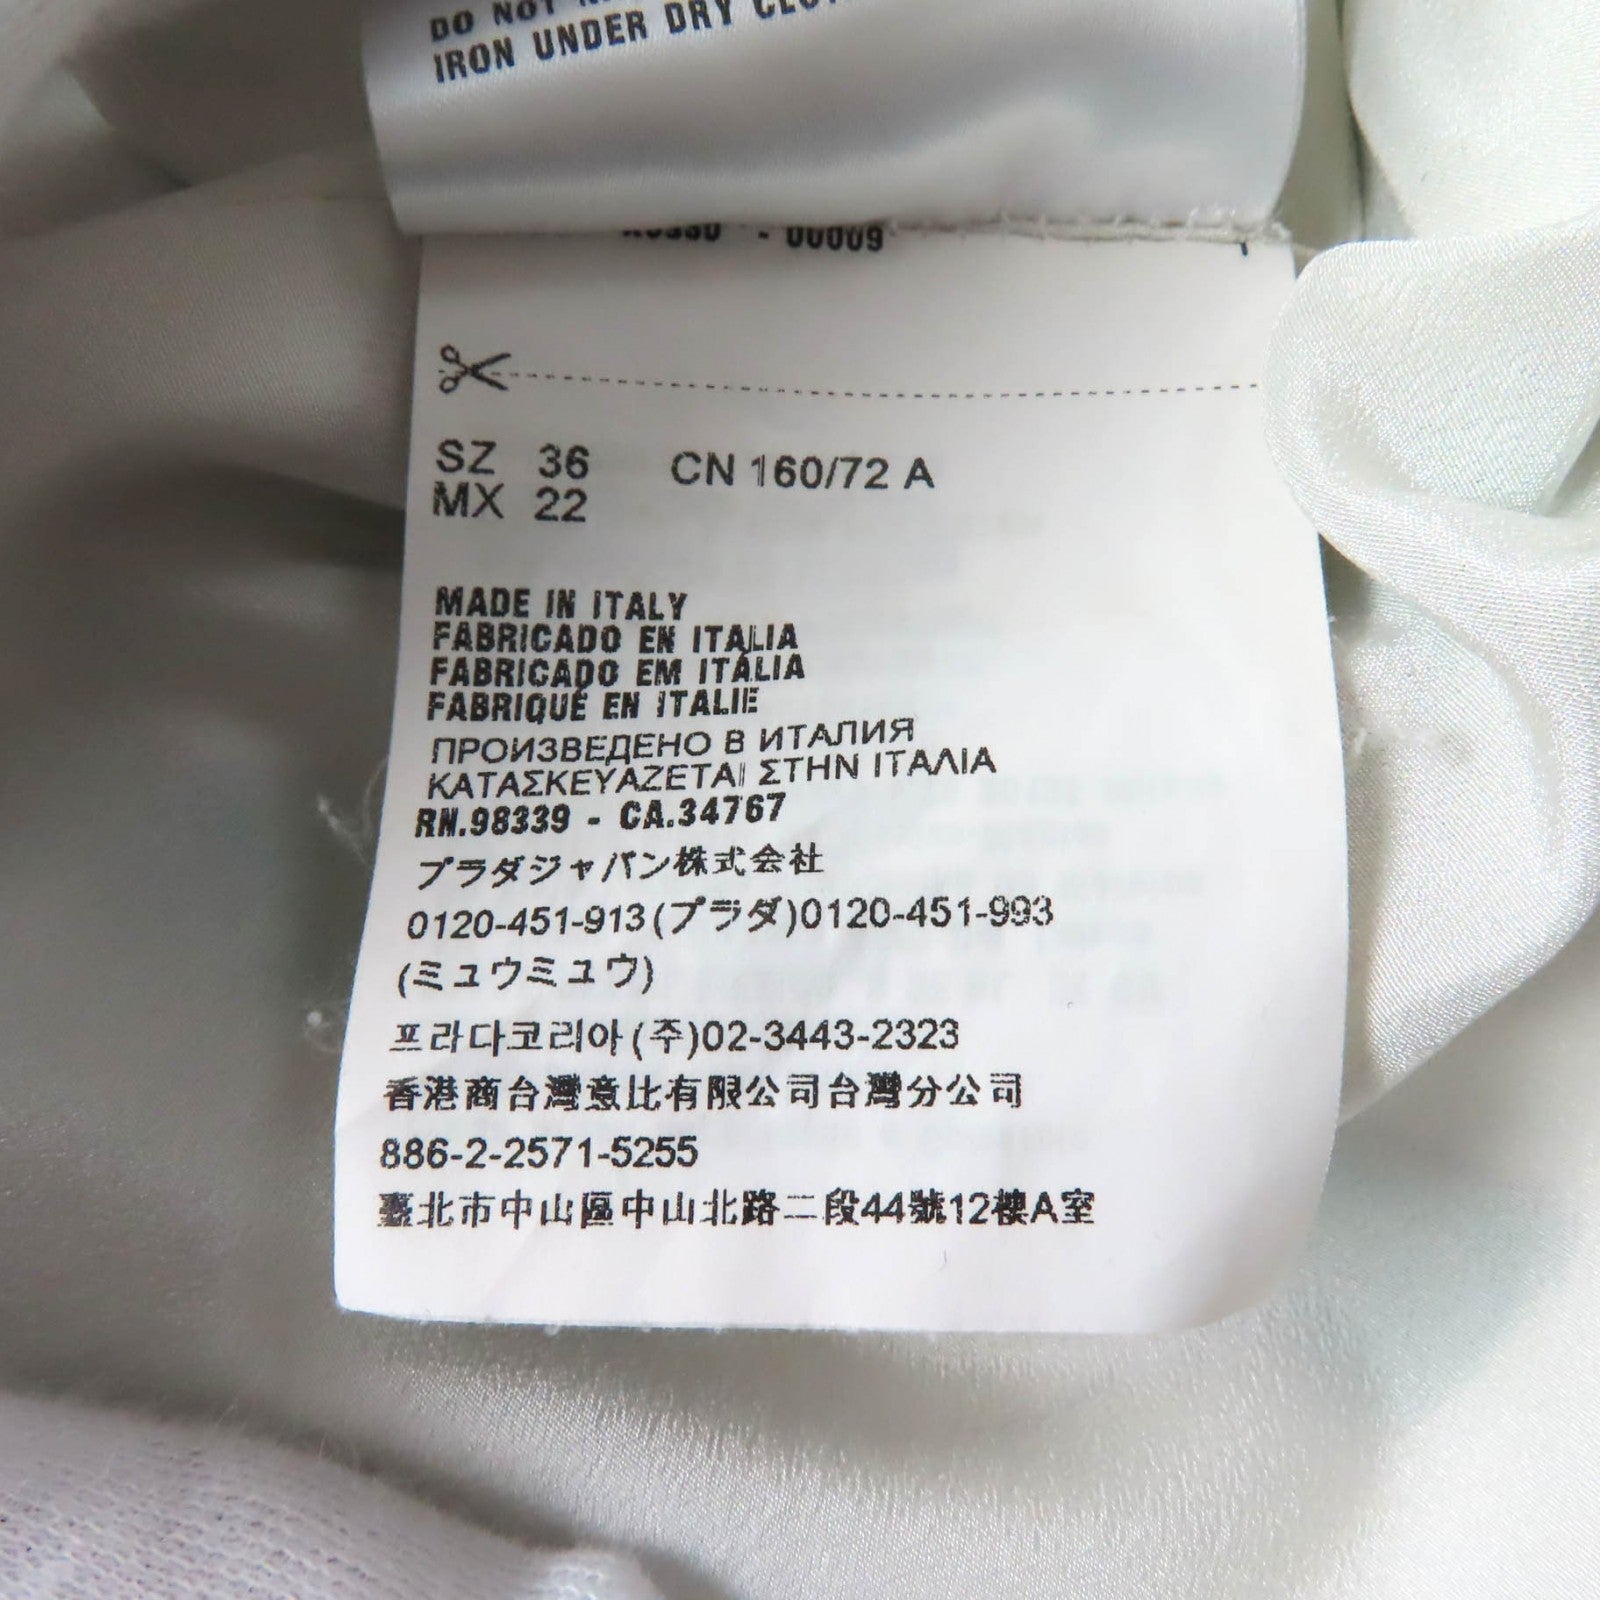 DO NOT
IRON UNDER DRY
- 00009
SZ 36 CN 160/72 A
MX 22
MADE IN ITALY
FABRICADO EN ITALIA
FABRICADO EM ITÁLIA
FABRIQUÉ EN ITALIE
ПРОИЗВЕДЕНО В ИТАЛИЯ
ΚΑΤΑΣΚΕΥΑΖΕΤΑΙ ΣΤΗΝ ΙΤΑΛΙΑ
RN.98339 - CA.34767
プラダジャパン株式会社
0120-451-913(プラダ)0120-451-993
(ミュウミュウ)
프라다코리아(주)02-3443-2323
香港商台灣意比有限公司台灣分公司
886-2-2571-5255
臺北市中山區中山北路二段44號12樓A室